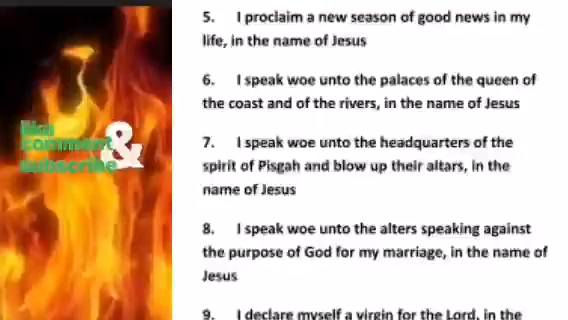 5. I proclaim a new season of good news in my
life, in the name of Jesus
6. I speak woe unto the palaces of the queen of
the coast and of the rivers, in the name of Jesus
7. I speak woe unto the headquarters of the
spirit of Pisgah and blow up their altars, in the
name of Jesus
8. I speak woe unto the alters speaking against
the purpose of God for my marriage, in the name of
Jesus
9. I declare myself a virgin for the Lord, in the
like
comment &
subscribe